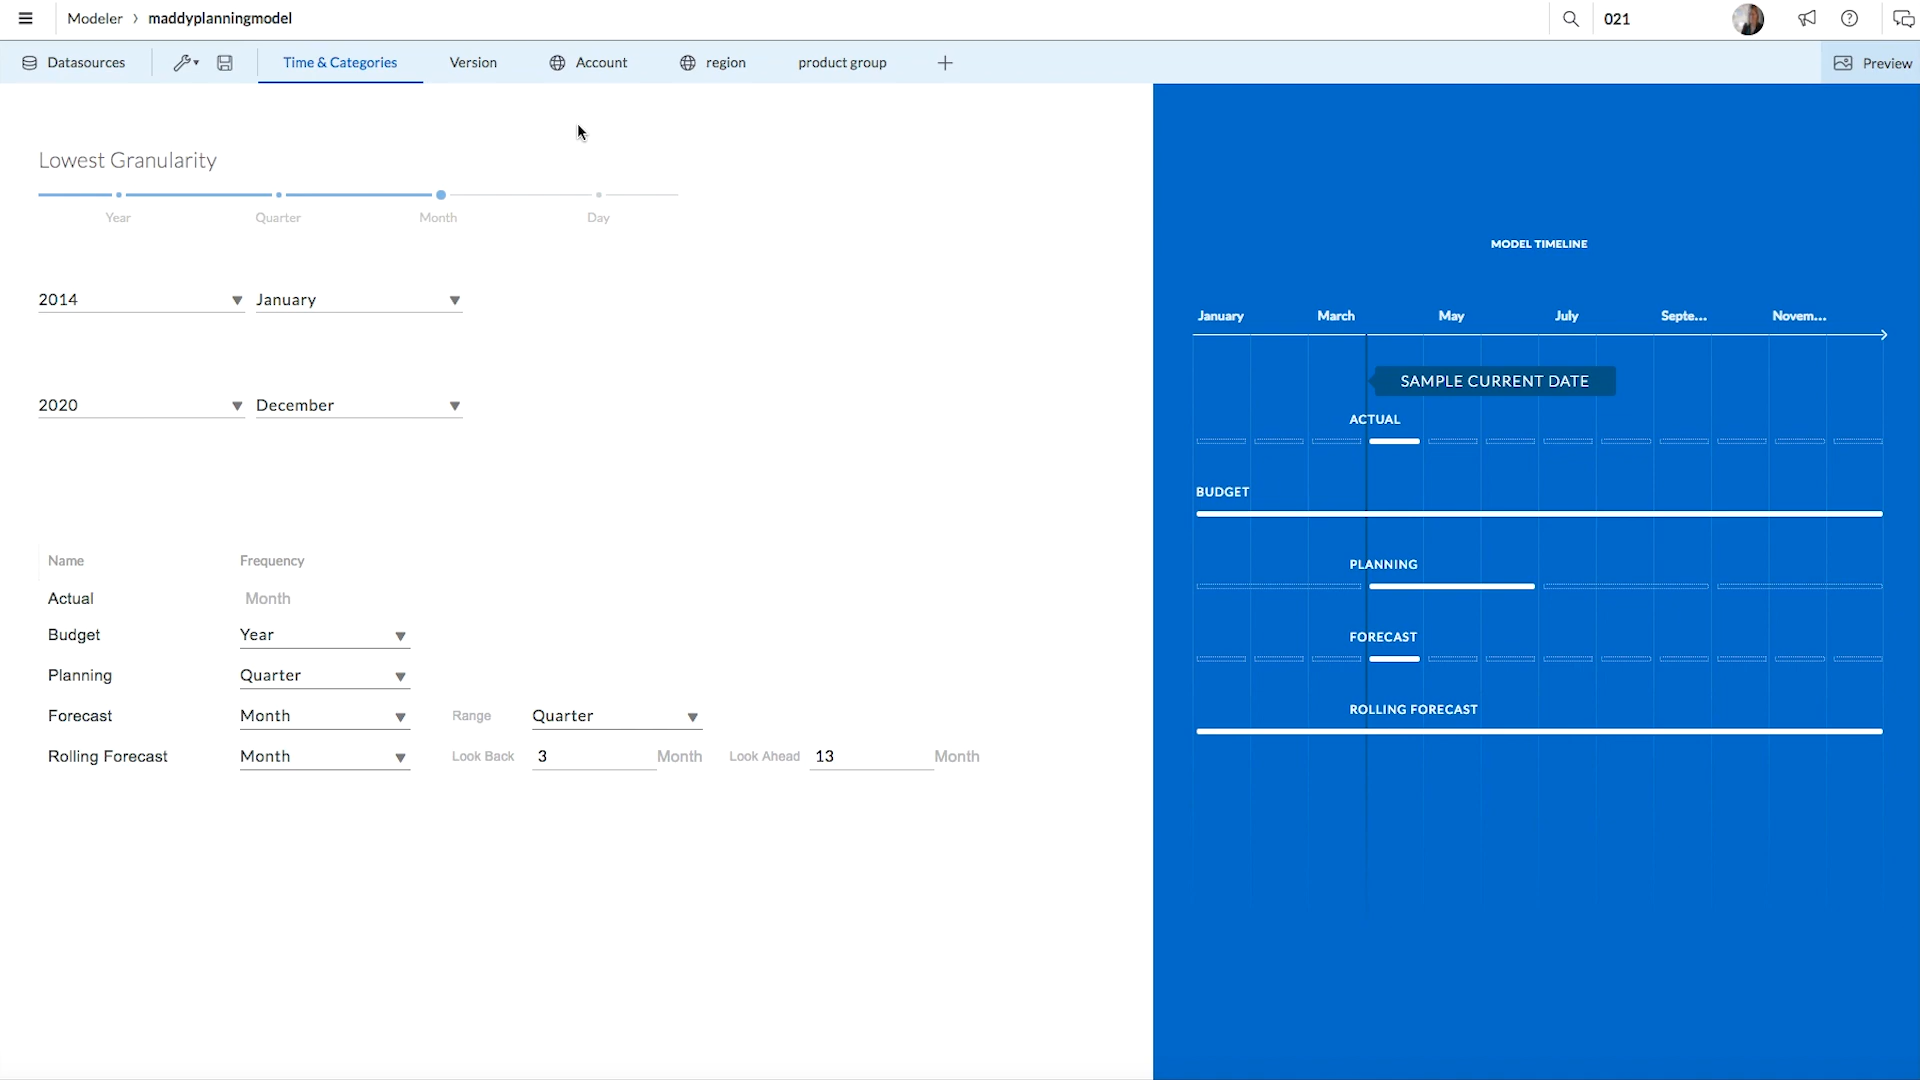 Modeler › maddyplanningmodel 021
Datasources Time & Categories Version Account region product group Preview
Lowest Granularity
Year Quarter Month Day
2014 January
2020 December
Name Frequency
Actual Month
Budget Year
Planning Quarter
Forecast Month Range Quarter
Rolling Forecast Month Look Back 3 Month Look Ahead 13 Month
MODEL TIMELINE
January March May July Septe... Novem...
SAMPLE CURRENT DATE
ACTUAL
BUDGET
PLANNING
FORECAST
ROLLING FORECAST